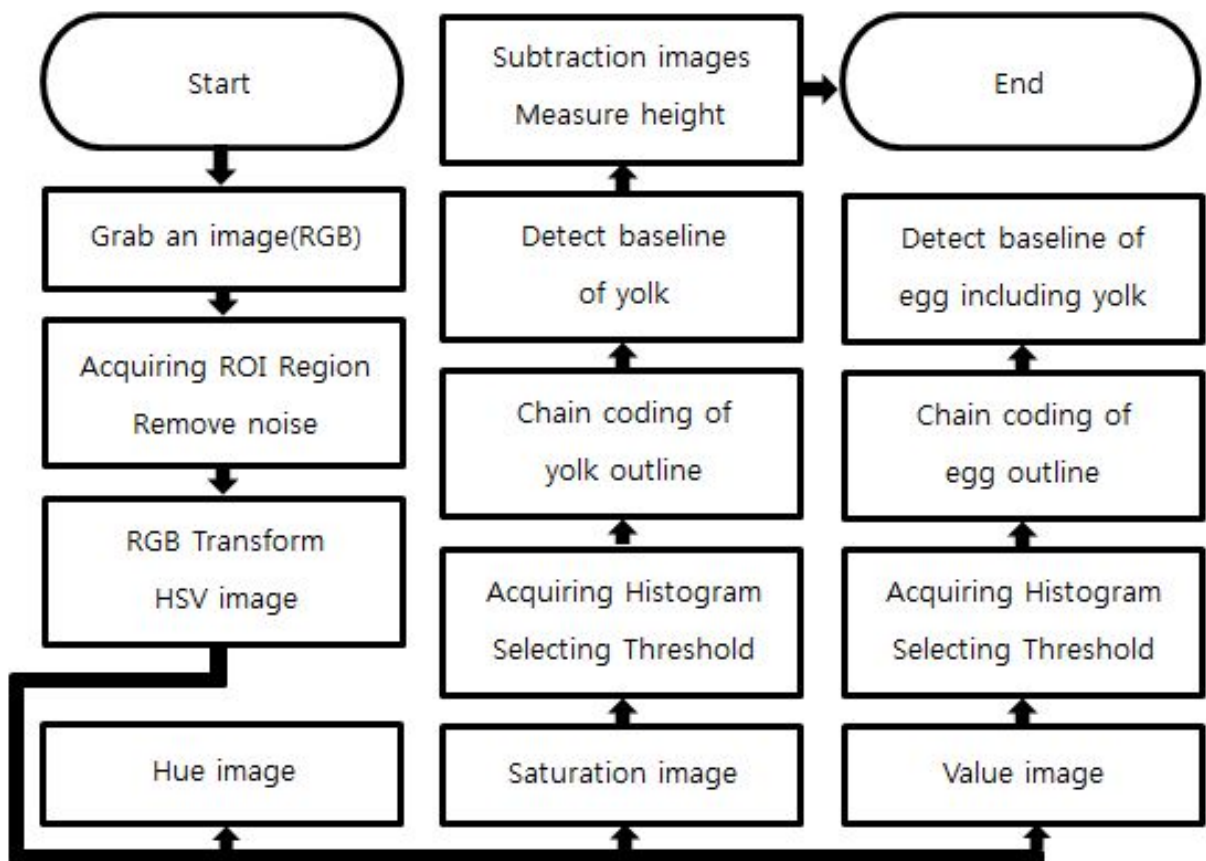 Start
Grab an image(RGB)
Acquiring ROI Region
Remove noise
RGB Transform
HSV image
Hue image
Subtraction images
Measure height
Detect baseline
of yolk
Chain coding of
yolk outline
Acquiring Histogram
Selecting Threshold
Saturation image
End
Detect baseline of
egg including yolk
Chain coding of
egg outline
Acquiring Histogram
Selecting Threshold
Value image